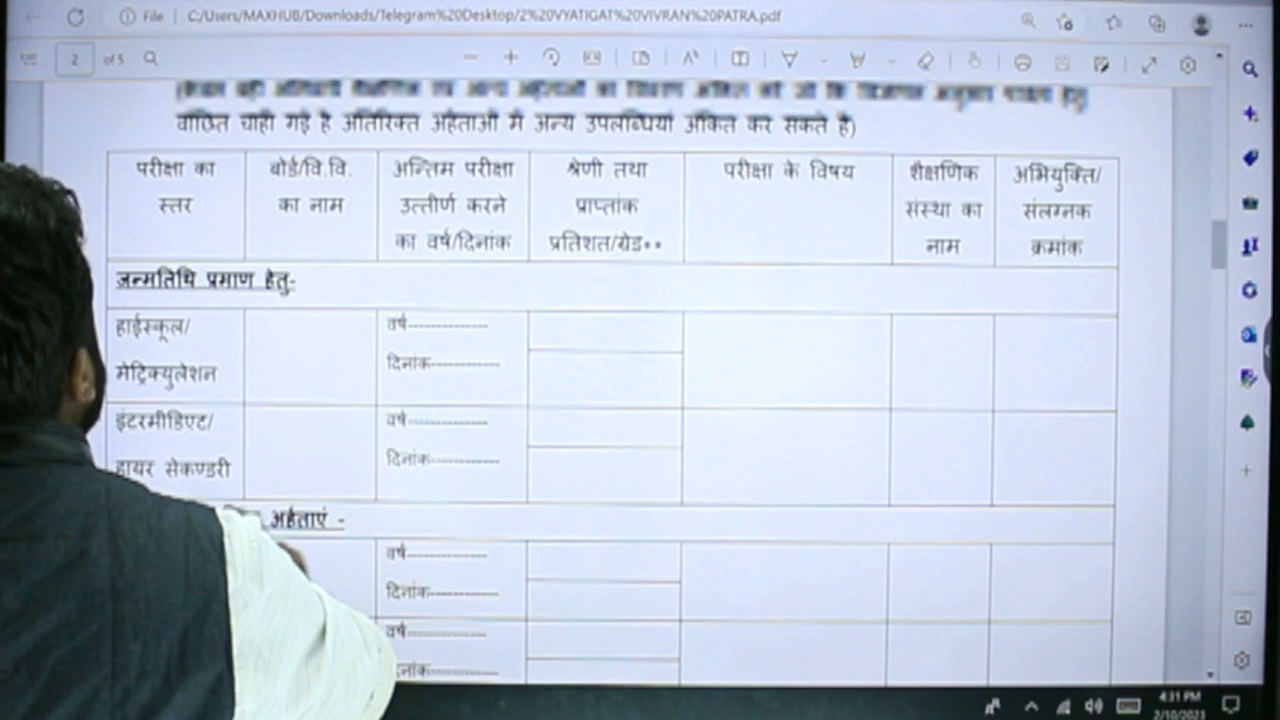 File C:/Users/MAXHUB/Downloads/Telegram%20Desktop/2%20VYATIGAT%20VIVRAN%20PATRA.pdf
2 of 5
वांछित चाही गई है अतिरिक्त अर्हताओं में अन्य उपलब्धियां अंकित कर सकते है)
परीक्षा का स्तर
बोर्ड/वि.वि. का नाम
अन्तिम परीक्षा उत्तीर्ण करने का वर्ष/दिनांक
श्रेणी तथा प्राप्तांक प्रतिशत/ग्रेड**
परीक्षा के विषय
शैक्षणिक संस्था का नाम
अभियुक्ति/ संलग्नक क्रमांक
जन्मतिथि प्रमाण हेतु-
हाईस्कूल/ मेट्रिक्युलेशन
वर्ष---------------
दिनांक-------------
इंटरमीडिएट/ हायर सेकण्डरी
वर्ष---------------
दिनांक-------------
अर्हताएं -
वर्ष---------------
दिनांक-------------
वर्ष---------------
दिनांक-------------
4:31 PM
2/10/2023